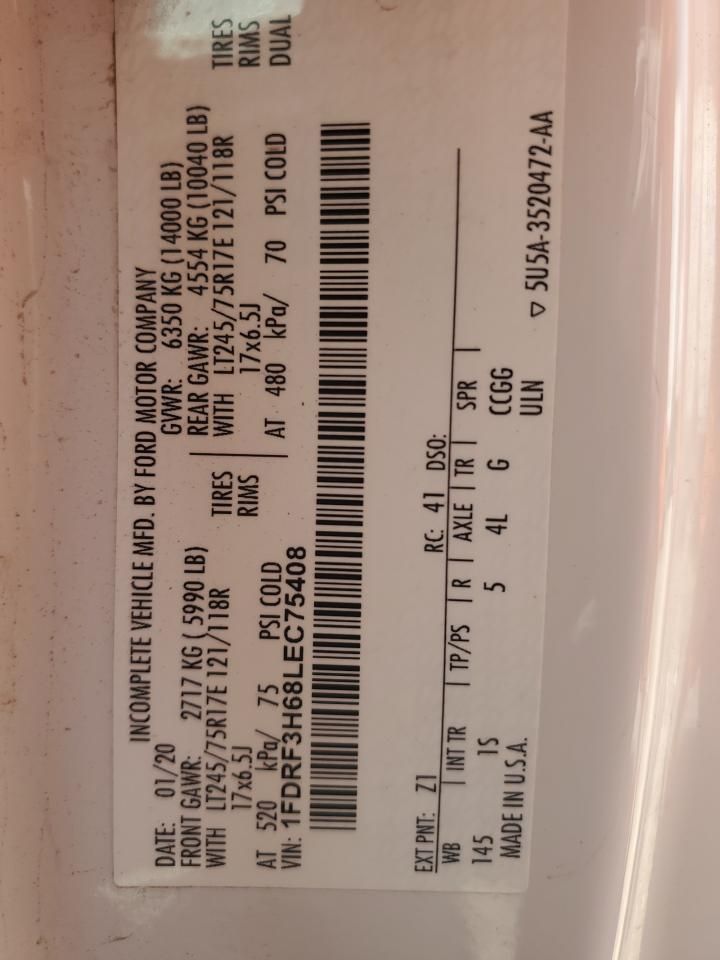 INCOMPLETE VEHICLE MFD. BY FORD MOTOR COMPANY
DATE: 01/20 GVWR: 6350 KG (14000 LB)
FRONT GAWR: 2717 KG ( 5990 LB) REAR GAWR: 4554 KG (10040 LB)
WITH LT245/75R17E 121/118R TIRES WITH LT245/75R17E 121/118R TIRES
17x6.5J RIMS 17x6.5J RIMS
AT 520 kPa/ 75 PSI COLD AT 480 kPa/ 70 PSI COLD DUAL
VIN: 1FDRF3H68LEC75408
EXT PNT: Z1 RC: 41 DSO:
WB | INT TR | TP/PS | R | AXLE | TR | SPR |
145 1S 5 4L G CCGG
MADE IN U.S.A. ULN
▽ 5U5A-3520472-AA